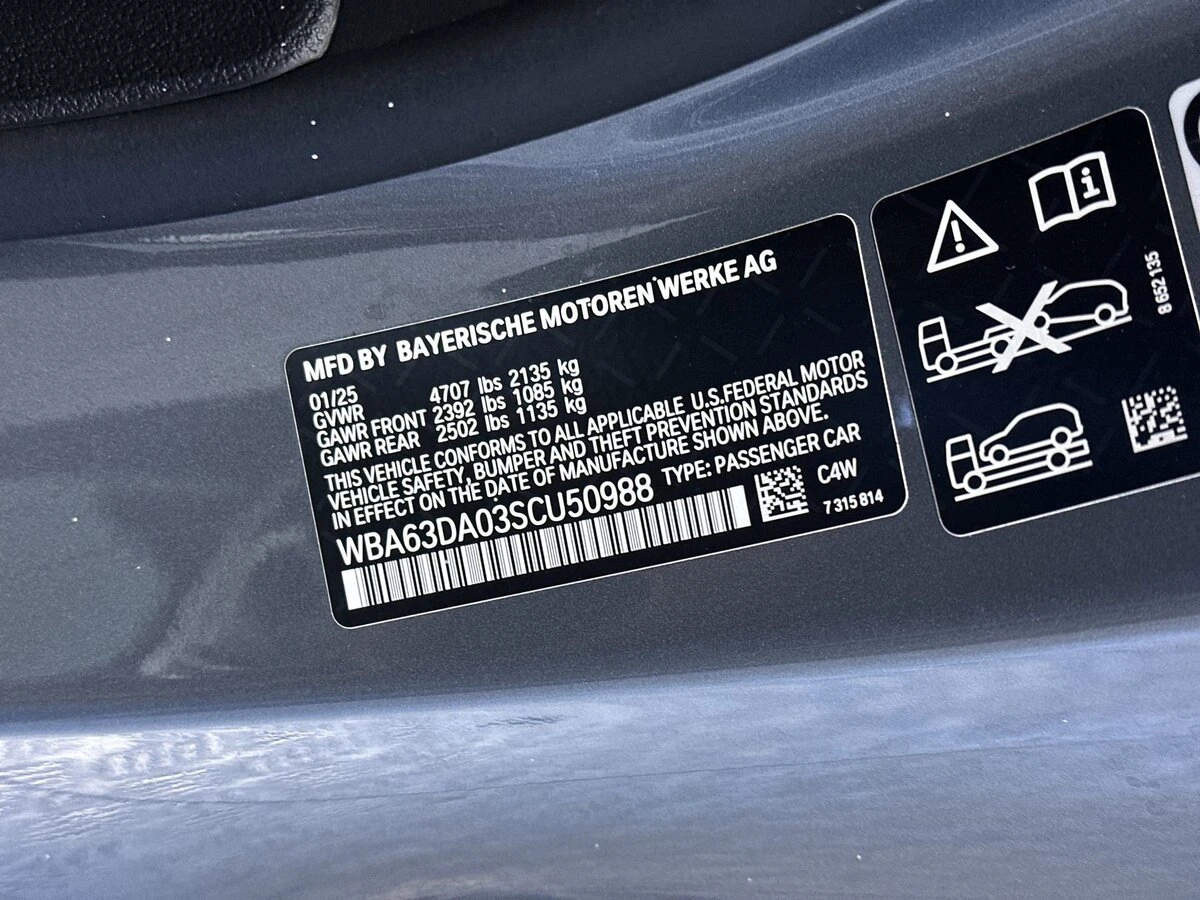 MFD BY BAYERISCHE MOTOREN WERKE AG
01/25
GVWR 4707 lbs 2135 kg
GAWR FRONT 2392 lbs 1085 kg
GAWR REAR 2502 lbs 1135 kg
THIS VEHICLE CONFORMS TO ALL APPLICABLE U.S.FEDERAL MOTOR
VEHICLE SAFETY, BUMPER AND THEFT PREVENTION STANDARDS
IN EFFECT ON THE DATE OF MANUFACTURE SHOWN ABOVE.
WBA63DA03SCU50988 TYPE: PASSENGER CAR
C4W
7 315 814
8 652 135